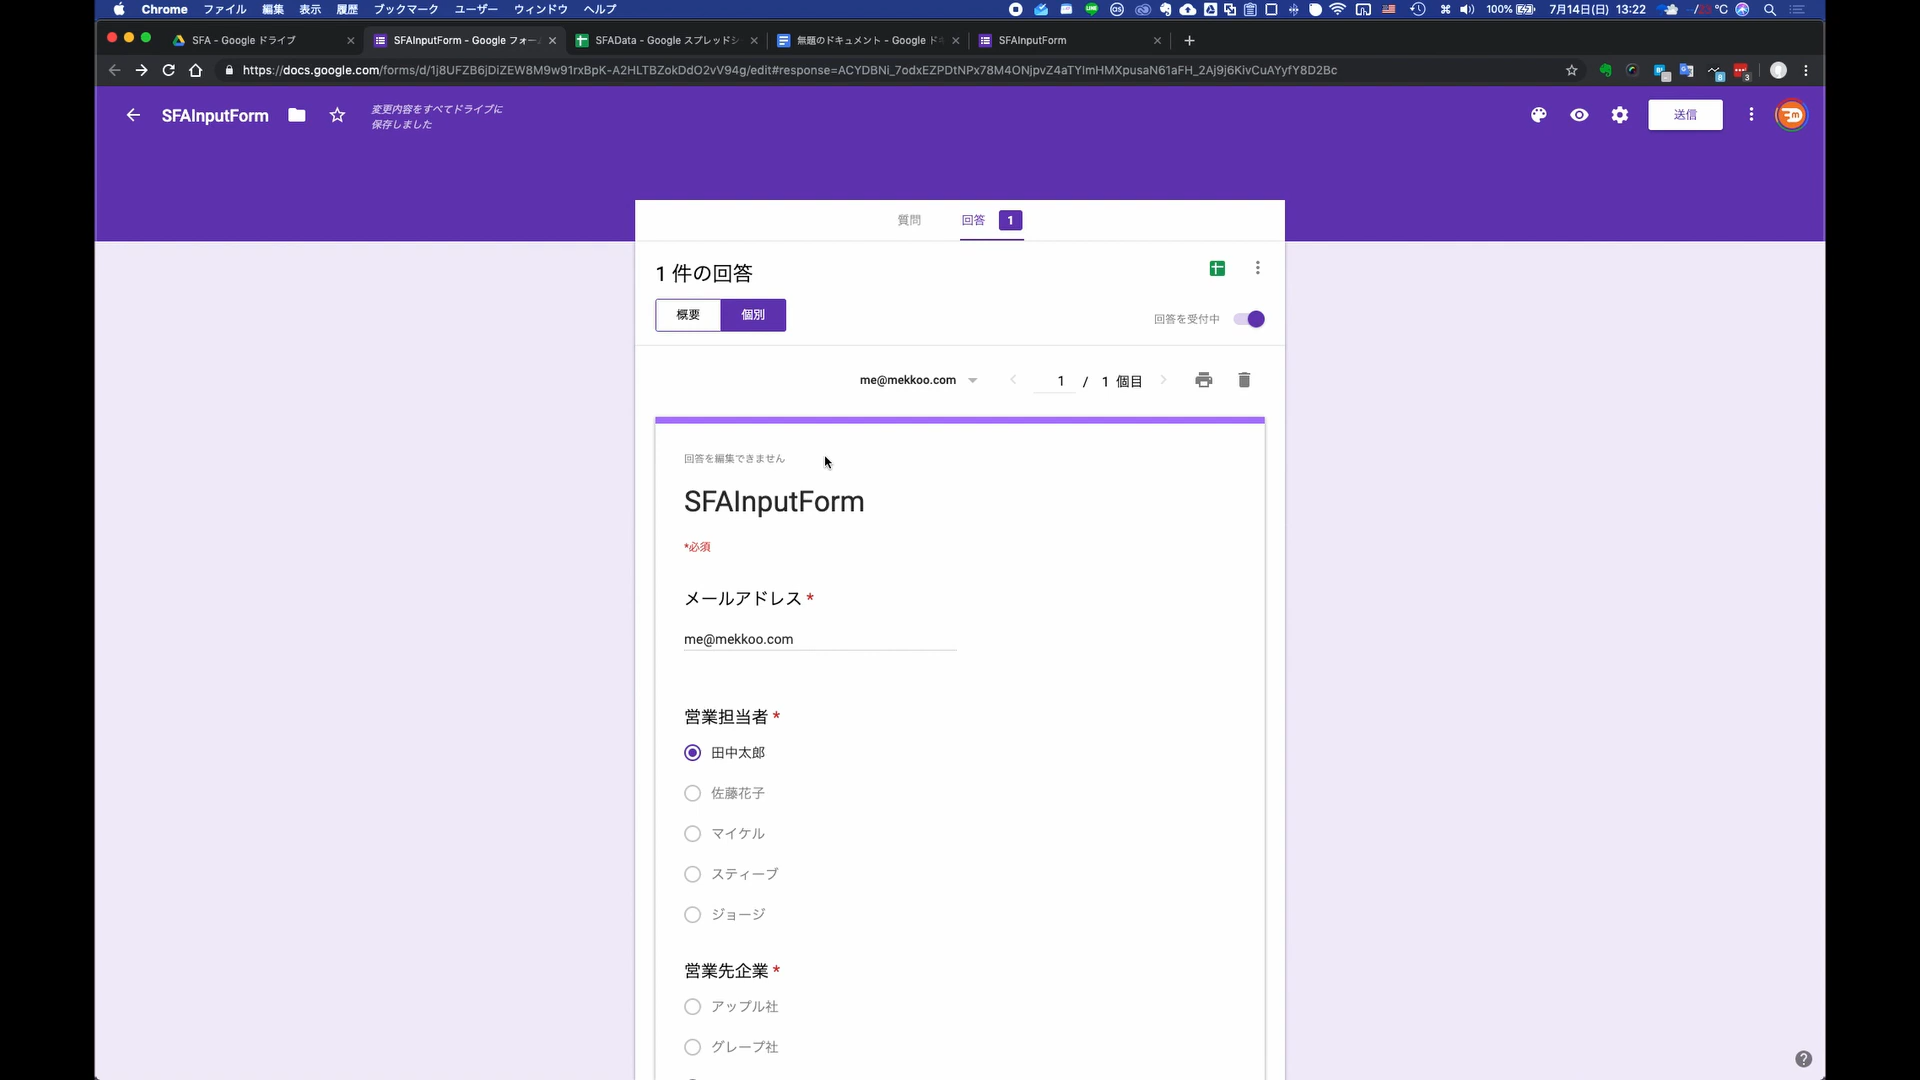 Chrome ファイル 編集 表示 履歴 ブックマーク ユーザー ウィンドウ ヘルプ 100% 7月14日(日) 13:22 ℃
SFA - Google ドライブ SFAInputForm - Google フォー SFAData - Google スプレッドシ 無題のドキュメント - Google ド SFAInputForm
https://docs.google.com/forms/d/1j8UFZB6jDiZEW8M9w91rxBpK-A2HLTBZokDdO2vV94g/edit#response=ACYDBNi_7odxEZPDtNPx78M4ONjpvZ4aTYlmHMXpusaN61aFH_2Aj9j6KivCuAYyfY8D2Bc
SFAInputForm
変更内容をすべてドライブに
保存しました
送信
質問 回答 1
1 件の回答
概要 個別
回答を受付中
me@mekkoo.com 1 / 1 個目
回答を編集できません
SFAInputForm
*必須
メールアドレス *
me@mekkoo.com
営業担当者 *
田中太郎
佐藤花子
マイケル
スティーブ
ジョージ
営業先企業 *
アップル社
グレープ社